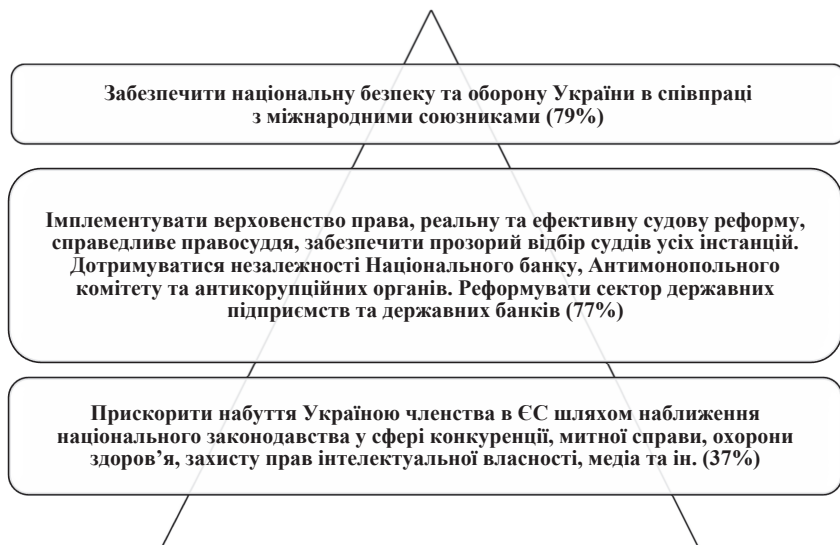 Забезпечити національну безпеку та оборону України в співпраці
з міжнародними союзниками (79%)
Імплементувати верховенство права, реальну та ефективну судову реформу,
справедливе правосуддя, забезпечити прозорий відбір суддів усіх інстанцій.
Дотримуватися незалежності Національного банку, Антимонопольного
комітету та антикорупційних органів. Реформувати сектор державних
підприємств та державних банків (77%)
Прискорити набуття Україною членства в ЄС шляхом наближення
національного законодавства у сфері конкуренції, митної справи, охорони
здоров’я, захисту прав інтелектуальної власності, медіа та ін. (37%)